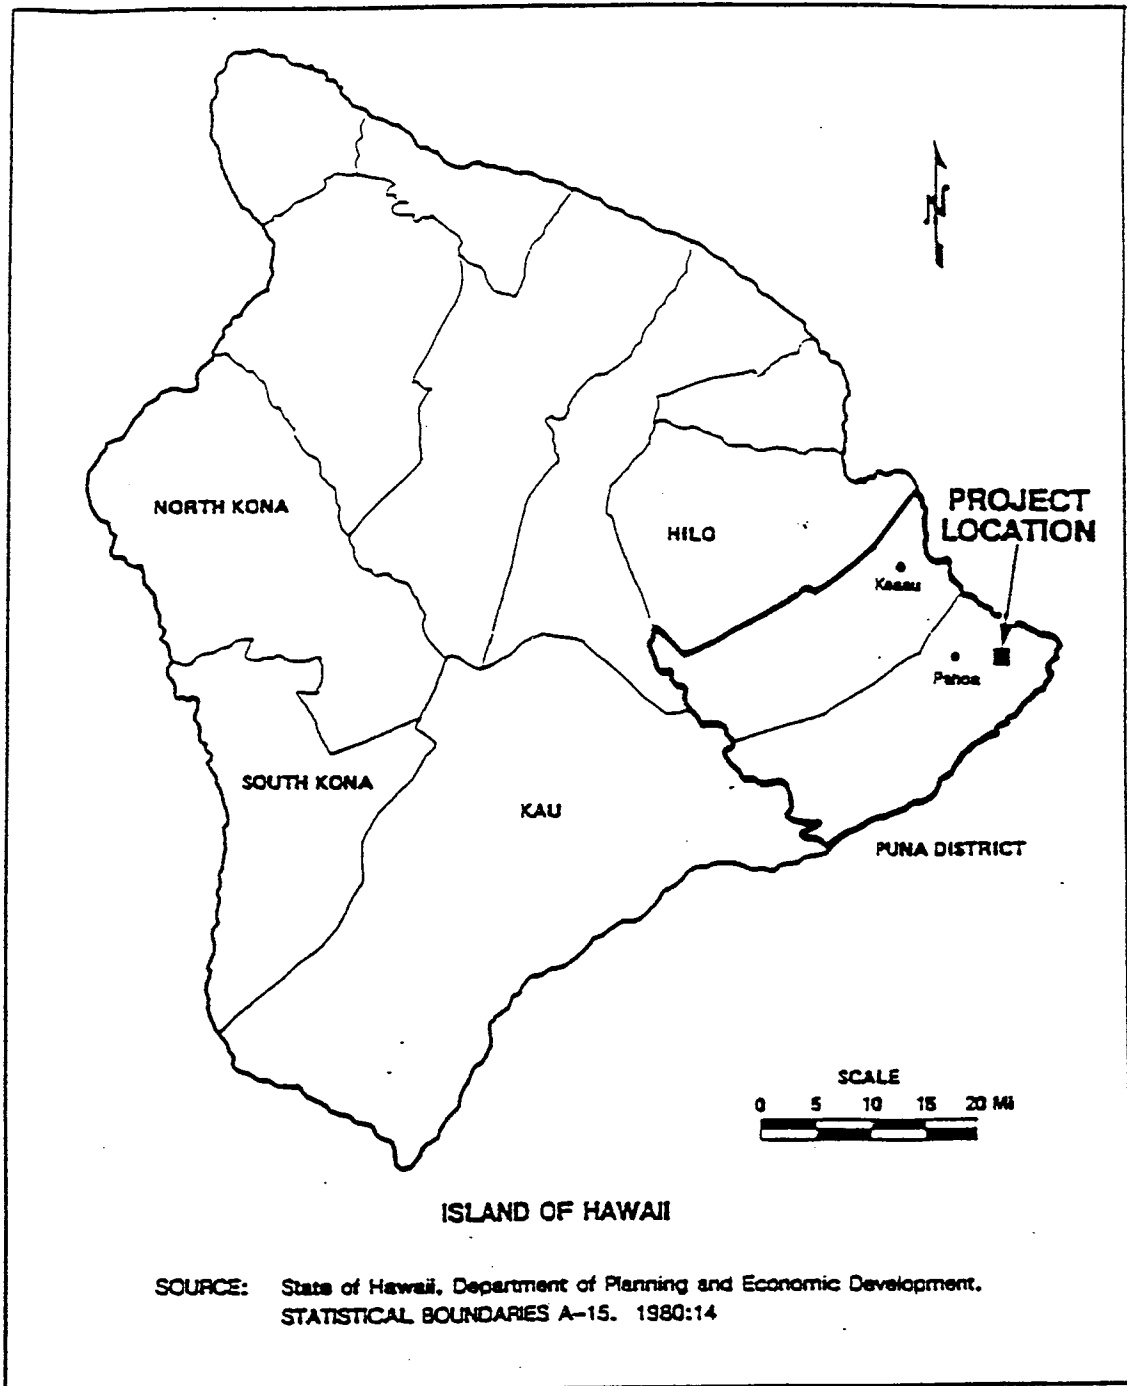 N
NORTH KONA
HILO
PROJECT
LOCATION
Keaau
Pahoa
SOUTH KONA
KAU
PUNA DISTRICT
SCALE
0 5 10 15 20 Mi
ISLAND OF HAWAII
SOURCE: State of Hawaii, Department of Planning and Economic Development.
STATISTICAL BOUNDARIES A-15. 1980:14